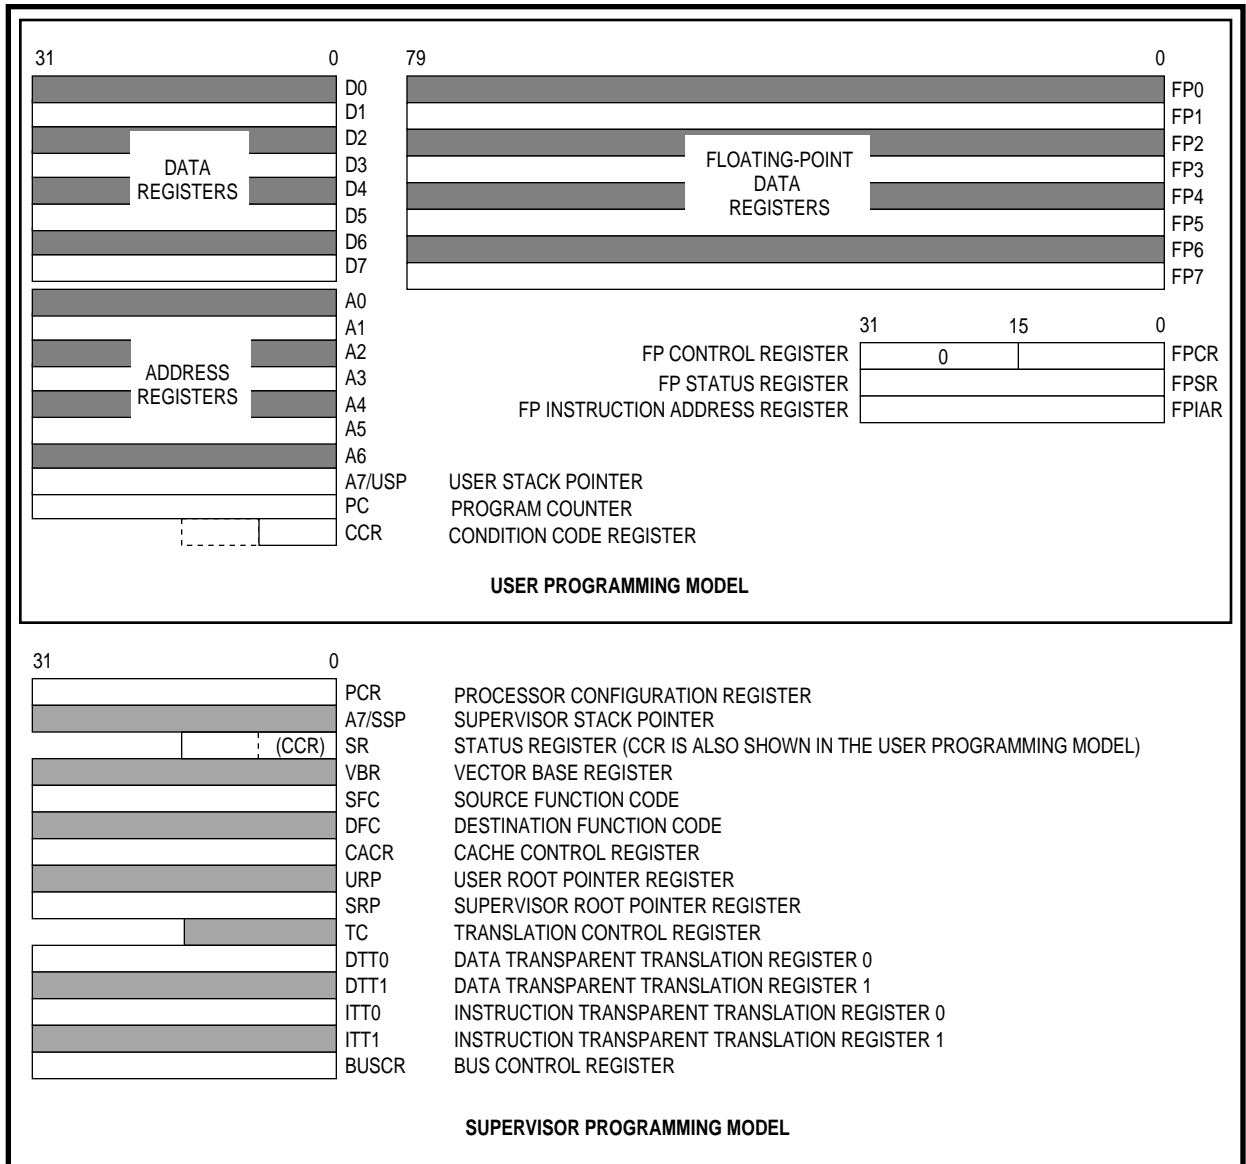 31 0 79 0
D0
D1
D2
D3
D4
D5
D6
D7
DATA
REGISTERS
FP0
FP1
FP2
FP3
FP4
FP5
FP6
FP7
FLOATING-POINT
DATA
REGISTERS
A0
A1
A2
A3
A4
A5
A6
ADDRESS
REGISTERS
31 15 0
FP CONTROL REGISTER 0 FPCR
FP STATUS REGISTER FPSR
FP INSTRUCTION ADDRESS REGISTER FPIAR
A7/USP USER STACK POINTER
PC PROGRAM COUNTER
CCR CONDITION CODE REGISTER
USER PROGRAMMING MODEL
31 0
PCR PROCESSOR CONFIGURATION REGISTER
A7/SSP SUPERVISOR STACK POINTER
(CCR) SR STATUS REGISTER (CCR IS ALSO SHOWN IN THE USER PROGRAMMING MODEL)
VBR VECTOR BASE REGISTER
SFC SOURCE FUNCTION CODE
DFC DESTINATION FUNCTION CODE
CACR CACHE CONTROL REGISTER
URP USER ROOT POINTER REGISTER
SRP SUPERVISOR ROOT POINTER REGISTER
TC TRANSLATION CONTROL REGISTER
DTT0 DATA TRANSPARENT TRANSLATION REGISTER 0
DTT1 DATA TRANSPARENT TRANSLATION REGISTER 1
ITT0 INSTRUCTION TRANSPARENT TRANSLATION REGISTER 0
ITT1 INSTRUCTION TRANSPARENT TRANSLATION REGISTER 1
BUSCR BUS CONTROL REGISTER
SUPERVISOR PROGRAMMING MODEL